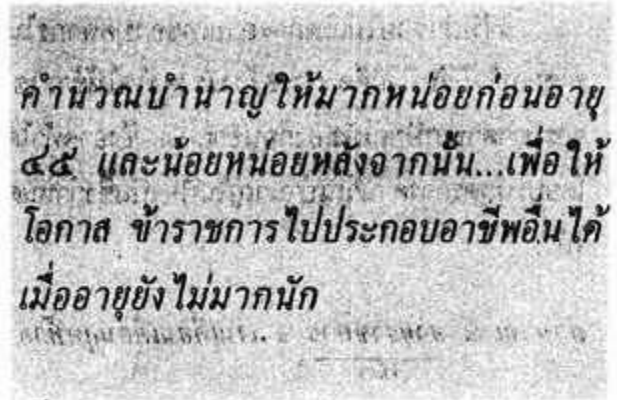 คำนวณบำนาญให้มากหน่อยก่อนอายุ
๔๕ และน้อยหน่อยหลังจากนั้น...เพื่อให้
โอกาส ข้าราชการไปประกอบอาชีพอื่นได้
เมื่ออายุยังไม่มากนัก